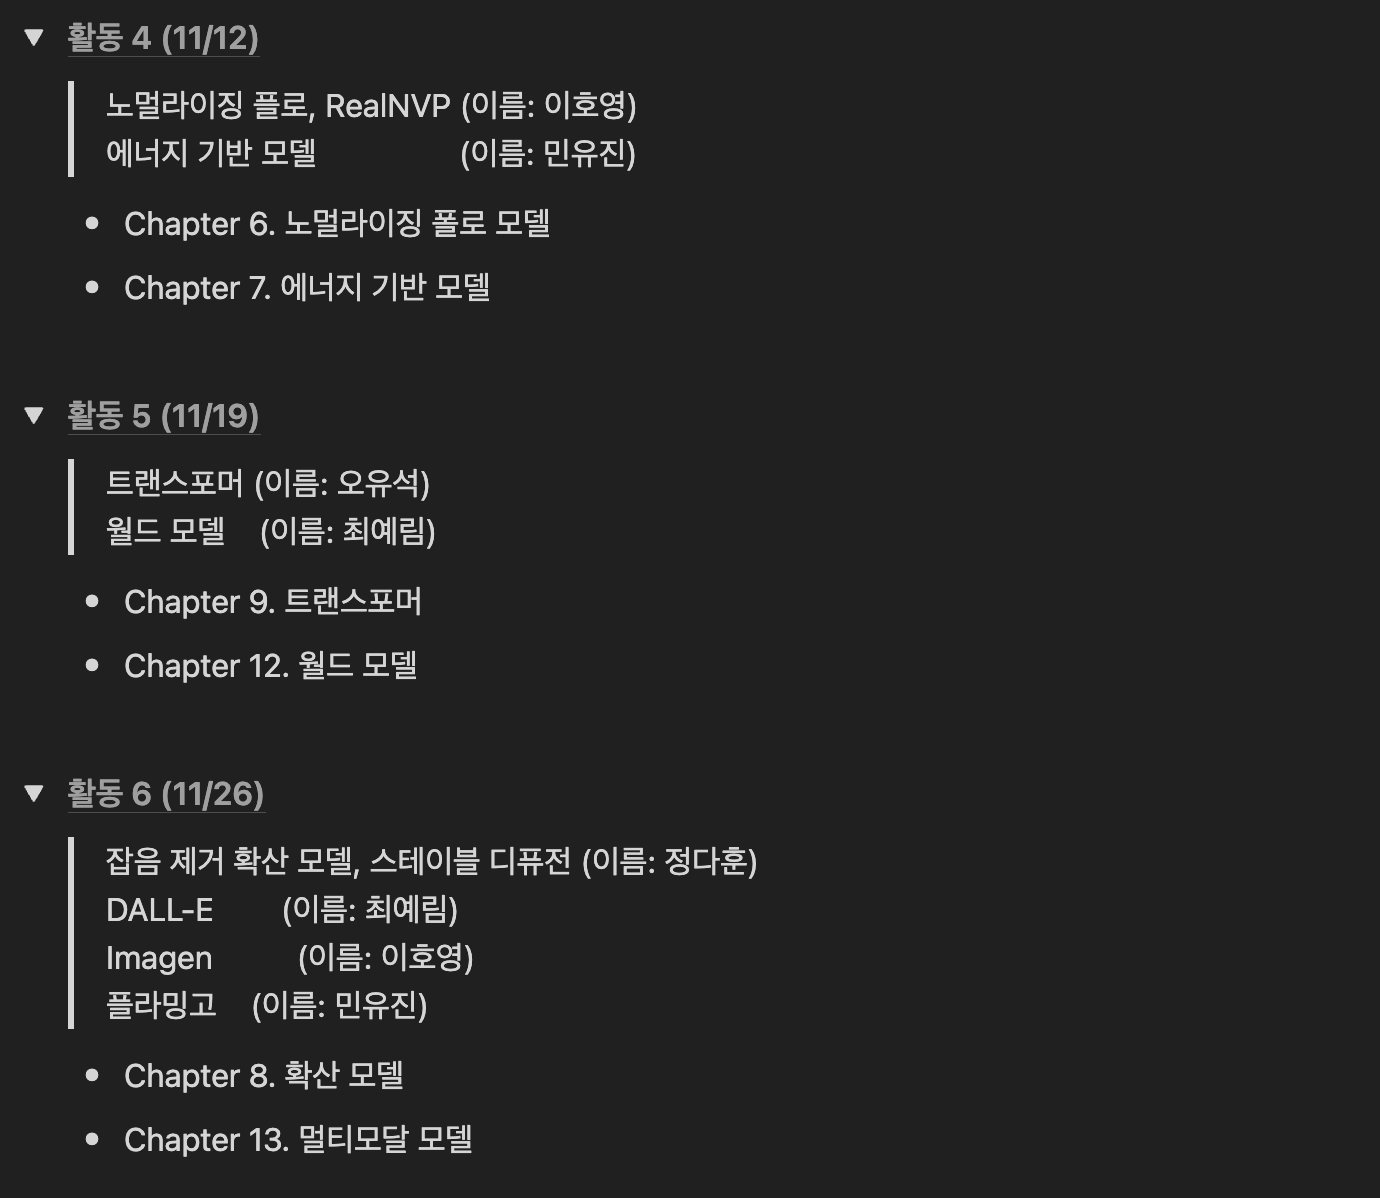 활동 4 (11/12)
노멀라이징 플로, RealNVP (이름: 이호영)
에너지 기반 모델 (이름: 민유진)
Chapter 6. 노멀라이징 폴로 모델
Chapter 7. 에너지 기반 모델
활동 5 (11/19)
트랜스포머 (이름: 오유석)
월드 모델 (이름: 최예림)
Chapter 9. 트랜스포머
Chapter 12. 월드 모델
활동 6 (11/26)
잡음 제거 확산 모델, 스테이블 디퓨전 (이름: 정다훈)
DALL-E (이름: 최예림)
Imagen (이름: 이호영)
플라밍고 (이름: 민유진)
Chapter 8. 확산 모델
Chapter 13. 멀티모달 모델